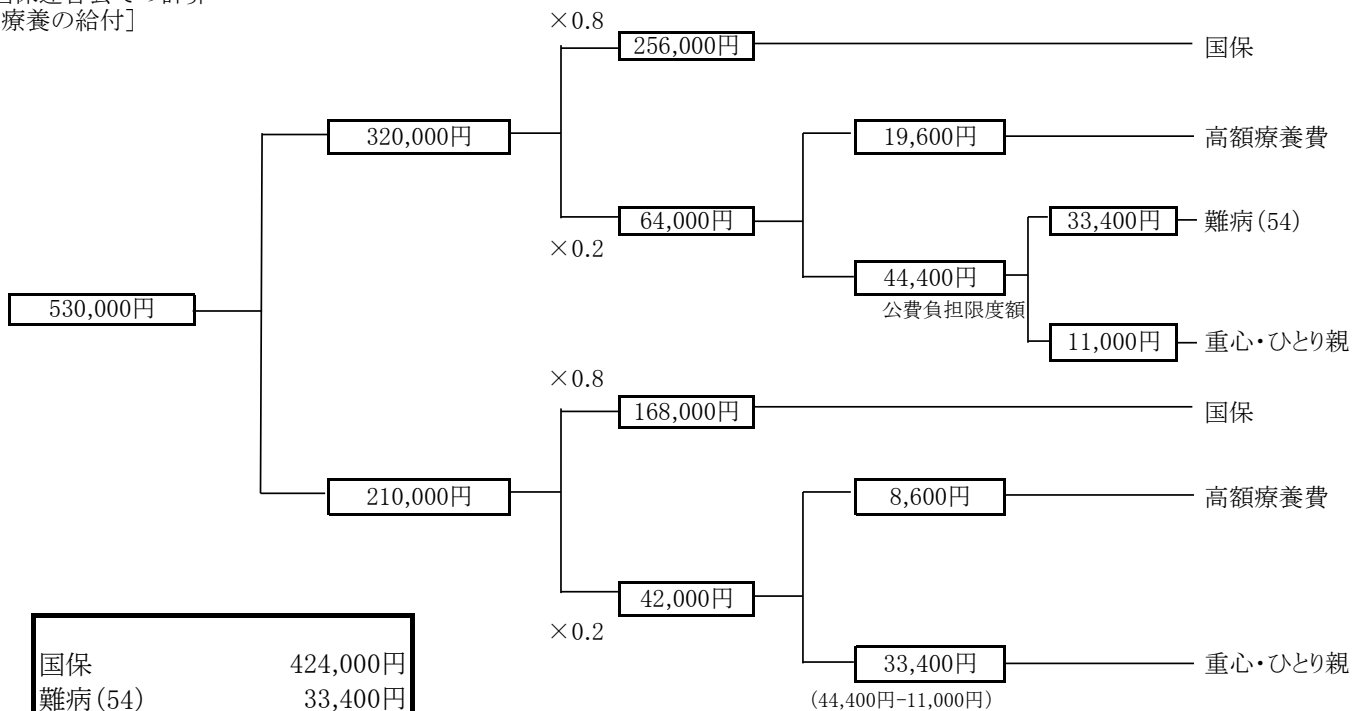 療養の給付]
×0.8
256,000円
国保
320,000円
19,600円
高額療養費
64,000円
33,400円
難病(54)
×0.2
44,400円
530,000円
公費負担限度額
11,000円
重心・ひとり親
×0.8
168,000円
国保
210,000円
8,600円
高額療養費
42,000円
×0.2
国保 424,000円
33,400円
重心・ひとり親
難病(54) 33,400円
(44,400円-11,000円)